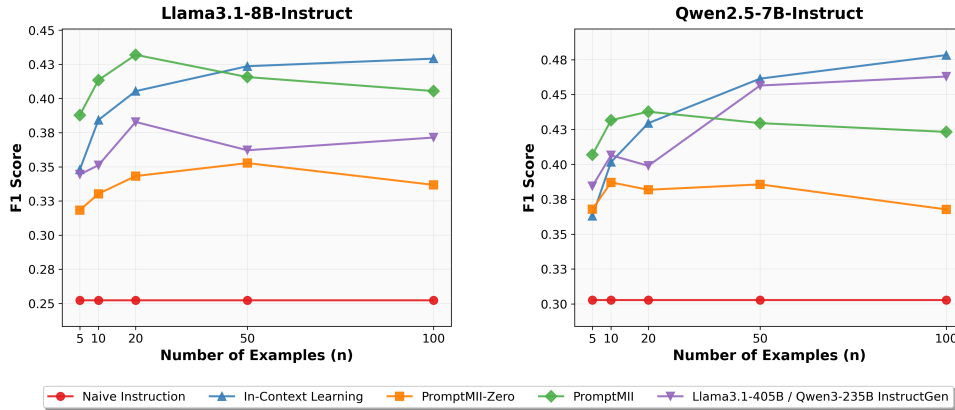 Llama3.1-8B-Instruct
0.45
0.43
0.40
0.38
0.35
0.33
0.30
0.28
0.25
F1 Score
5 10 20 50 100
Number of Examples (n)
Qwen2.5-7B-Instruct
0.48
0.45
0.43
0.40
0.38
0.35
0.33
0.30
F1 Score
5 10 20 50 100
Number of Examples (n)
Naive Instruction In-Context Learning PromptMII-Zero PromptMII Llama3.1-405B / Qwen3-235B InstructGen